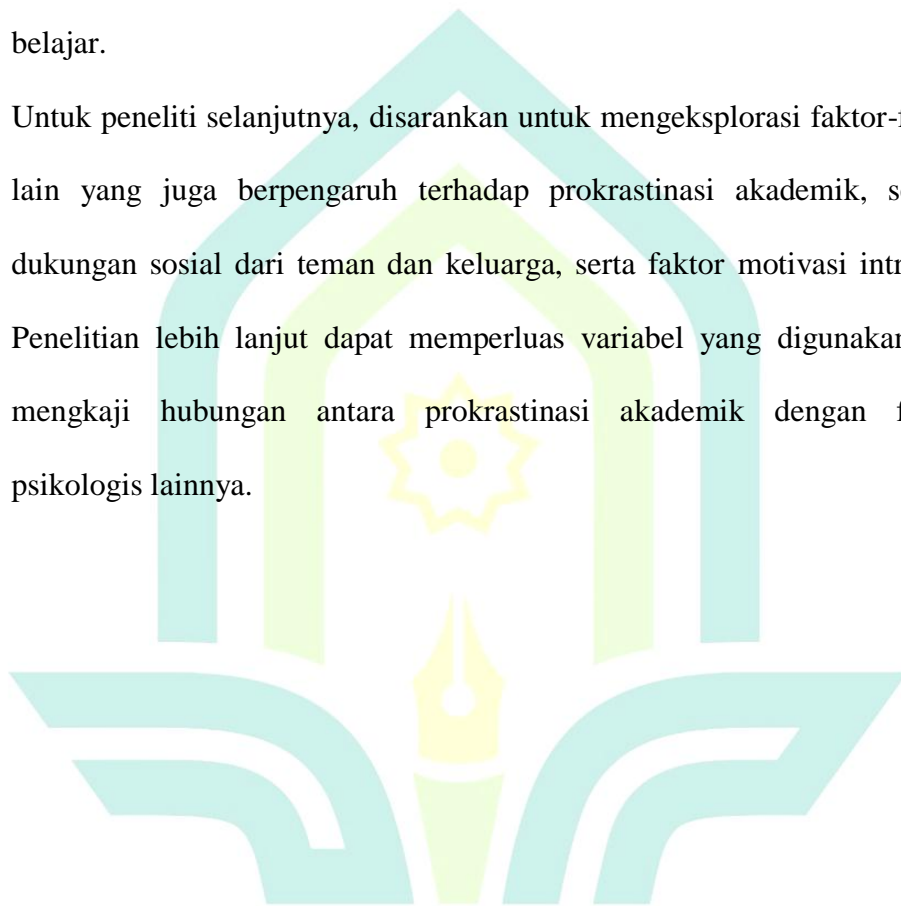 belajar.
Untuk peneliti selanjutnya, disarankan untuk mengeksplorasi faktor-
lain yang juga berpengaruh terhadap prokrastinasi akademik,
dukungan sosial dari teman dan keluarga, serta faktor motivasi
Penelitian lebih lanjut dapat memperluas variabel yang digunakan
mengkaji hubungan antara prokrastinasi akademik dengan
psikologis lainnya.